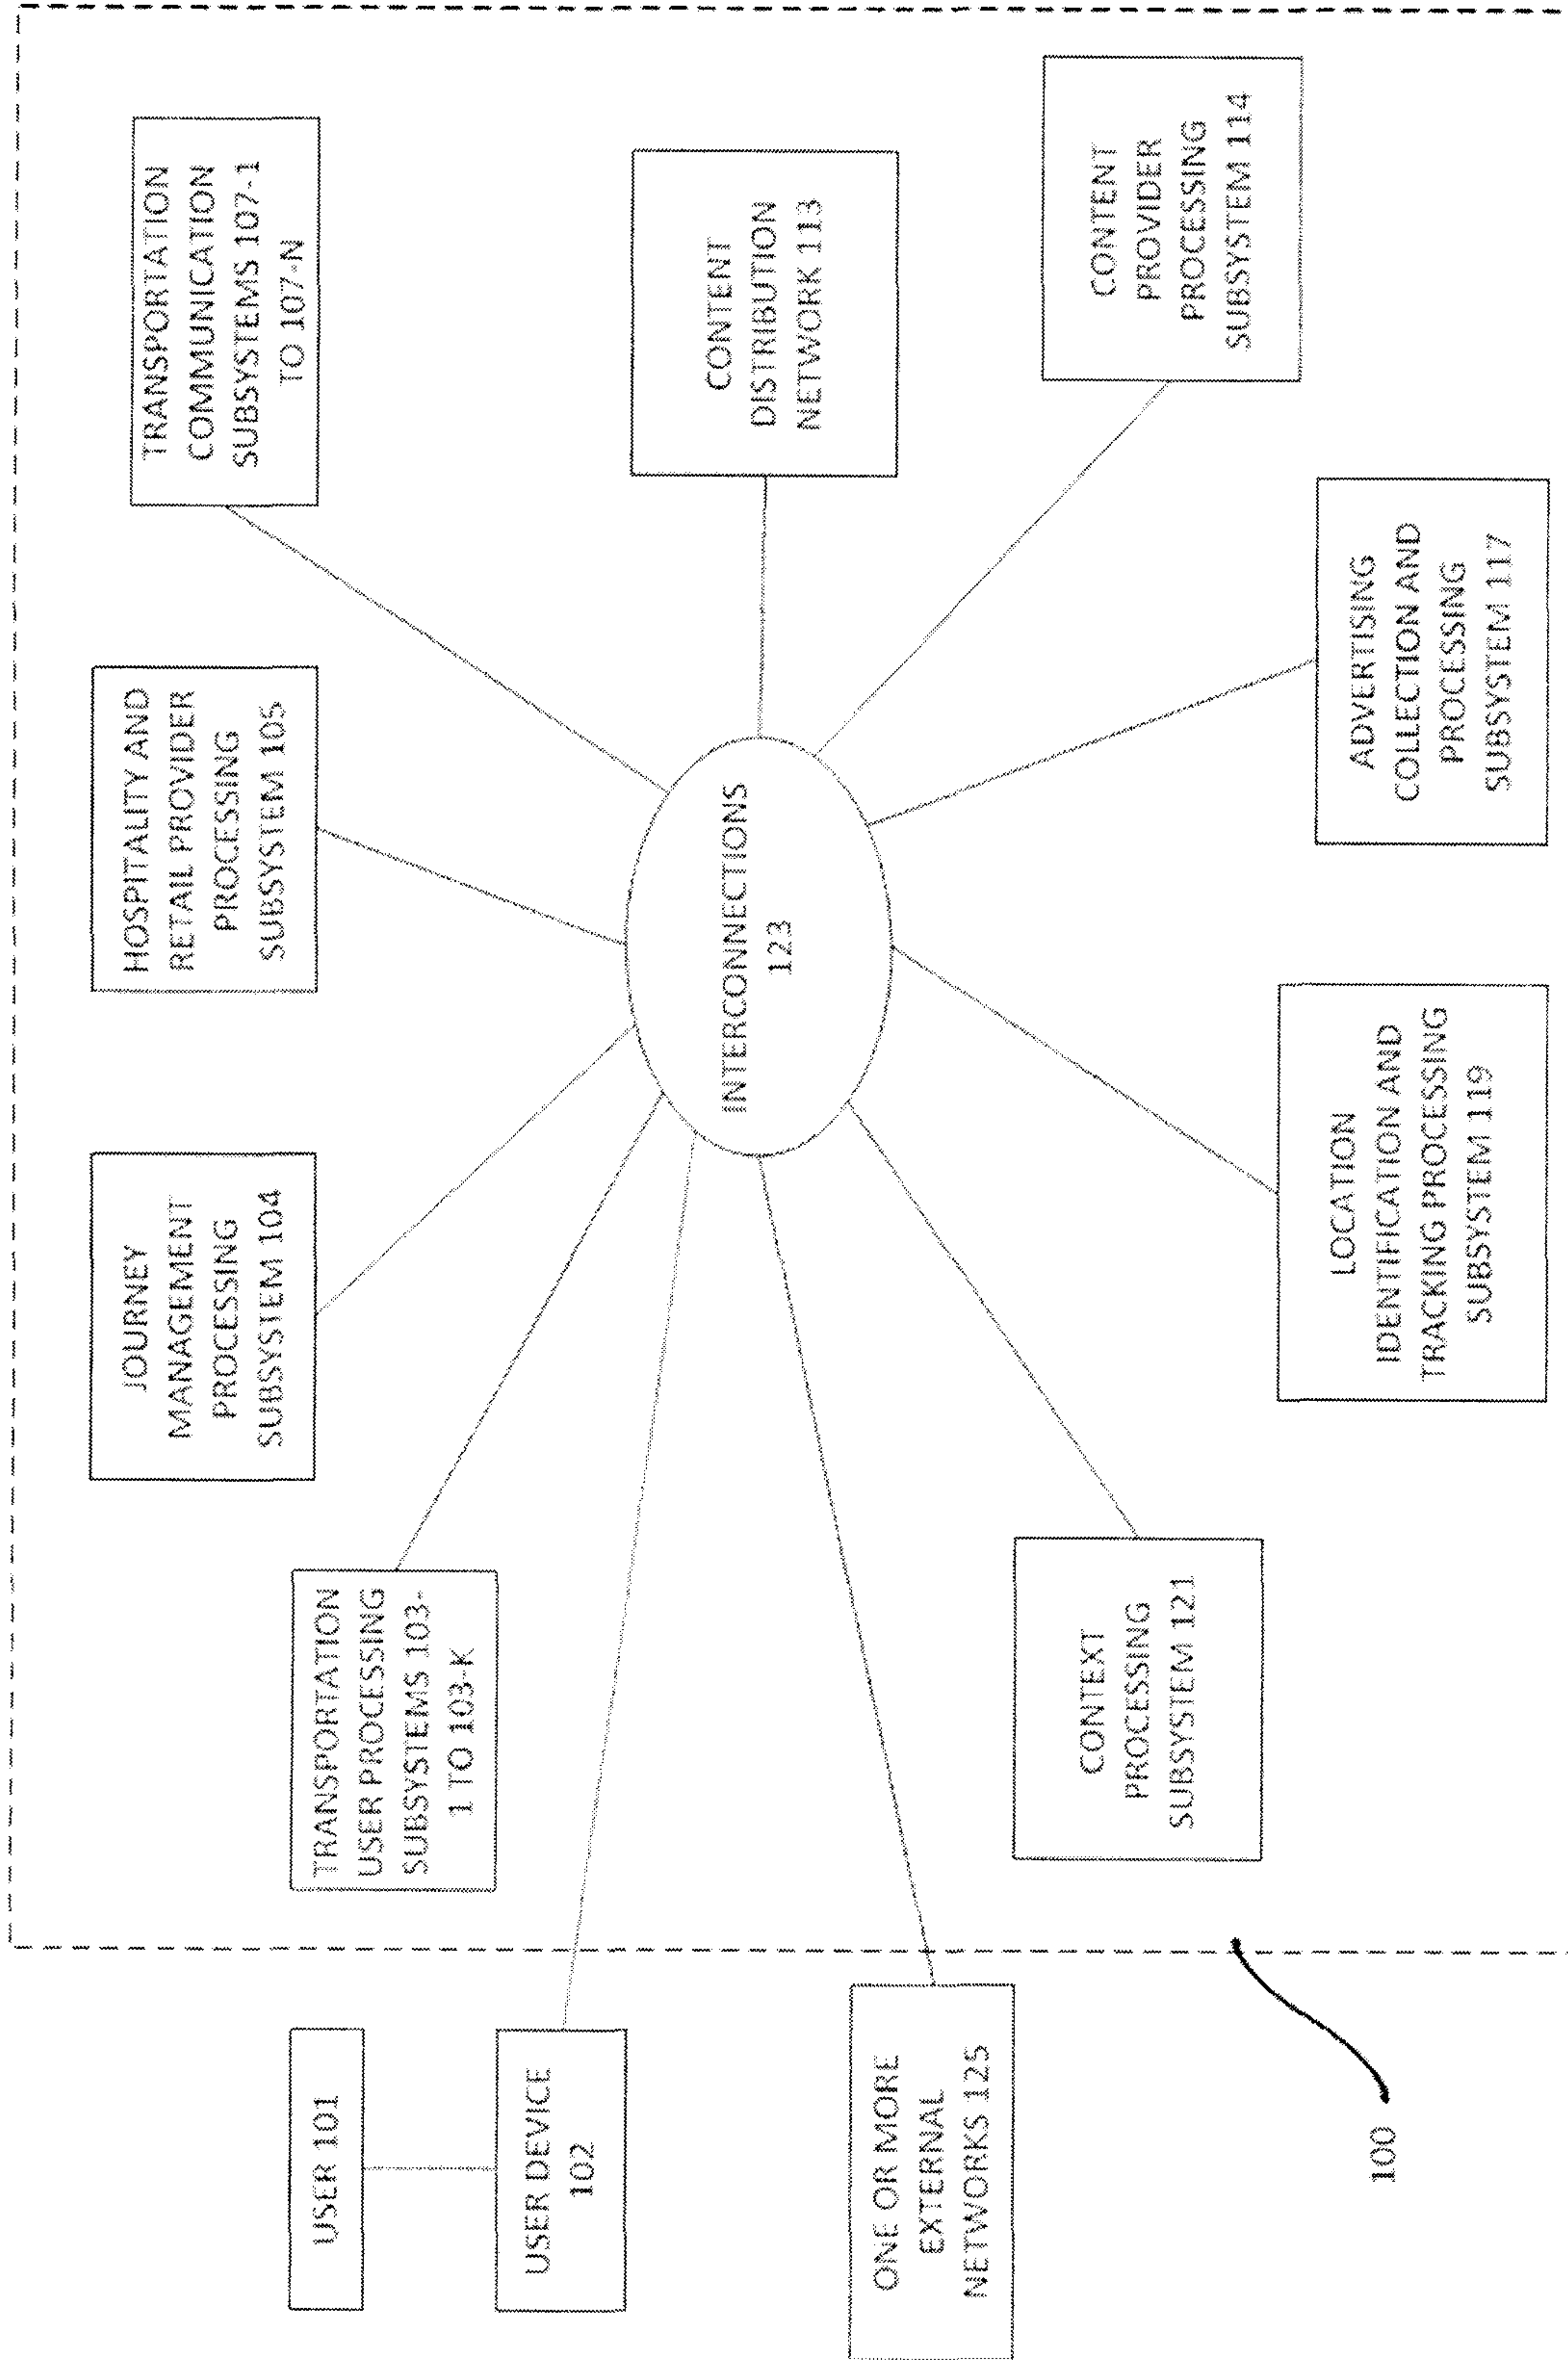 USER 101
USER DEVICE
102
ONE OR MORE
EXTERNAL
NETWORKS 125
100
TRANSPORTATION
USER PROCESSING
SUBSYSTEMS 103-
1 TO 103-K
JOURNEY
MANAGEMENT
PROCESSING
SUBSYSTEM 104
HOSPITALITY AND
RETAIL PROVIDER
PROCESSING
SUBSYSTEM 105
TRANSPORTATION
COMMUNICATION
SUBSYSTEMS 107-1
TO 107-N
INTERCONNECTIONS
123
CONTENT
DISTRIBUTION
NETWORK 113
CONTENT
PROVIDER
PROCESSING
SUBSYSTEM 114
CONTEXT
PROCESSING
SUBSYSTEM 121
LOCATION
IDENTIFICATION AND
TRACKING PROCESSING
SUBSYSTEM 119
ADVERTISING
COLLECTION AND
PROCESSING
SUBSYSTEM 117